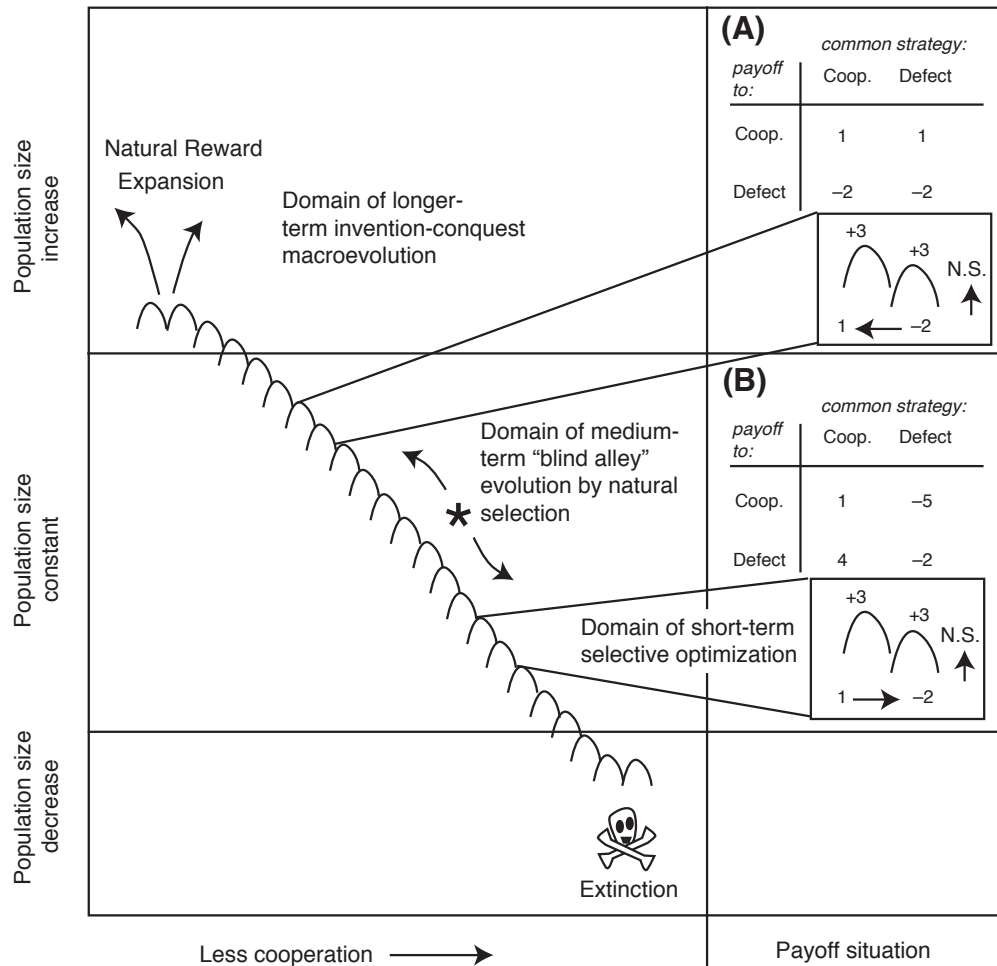 Population size
increase
Population size
constant
Population size
decrease
Natural Reward
Expansion
Domain of longer-
term invention-conquest
macroevolution
Domain of medium-
term “blind alley”
evolution by natural
selection
*
Domain of short-term
selective optimization
Extinction
(A)
common strategy:
payoff
to:
Coop. Defect
Coop. 1 1
Defect –2 –2
+3
+3
N.S.
1 –2
(B)
common strategy:
payoff
to:
Coop. Defect
Coop. 1 –5
Defect 4 –2
+3
+3
N.S.
1 –2
Less cooperation
Payoff situation